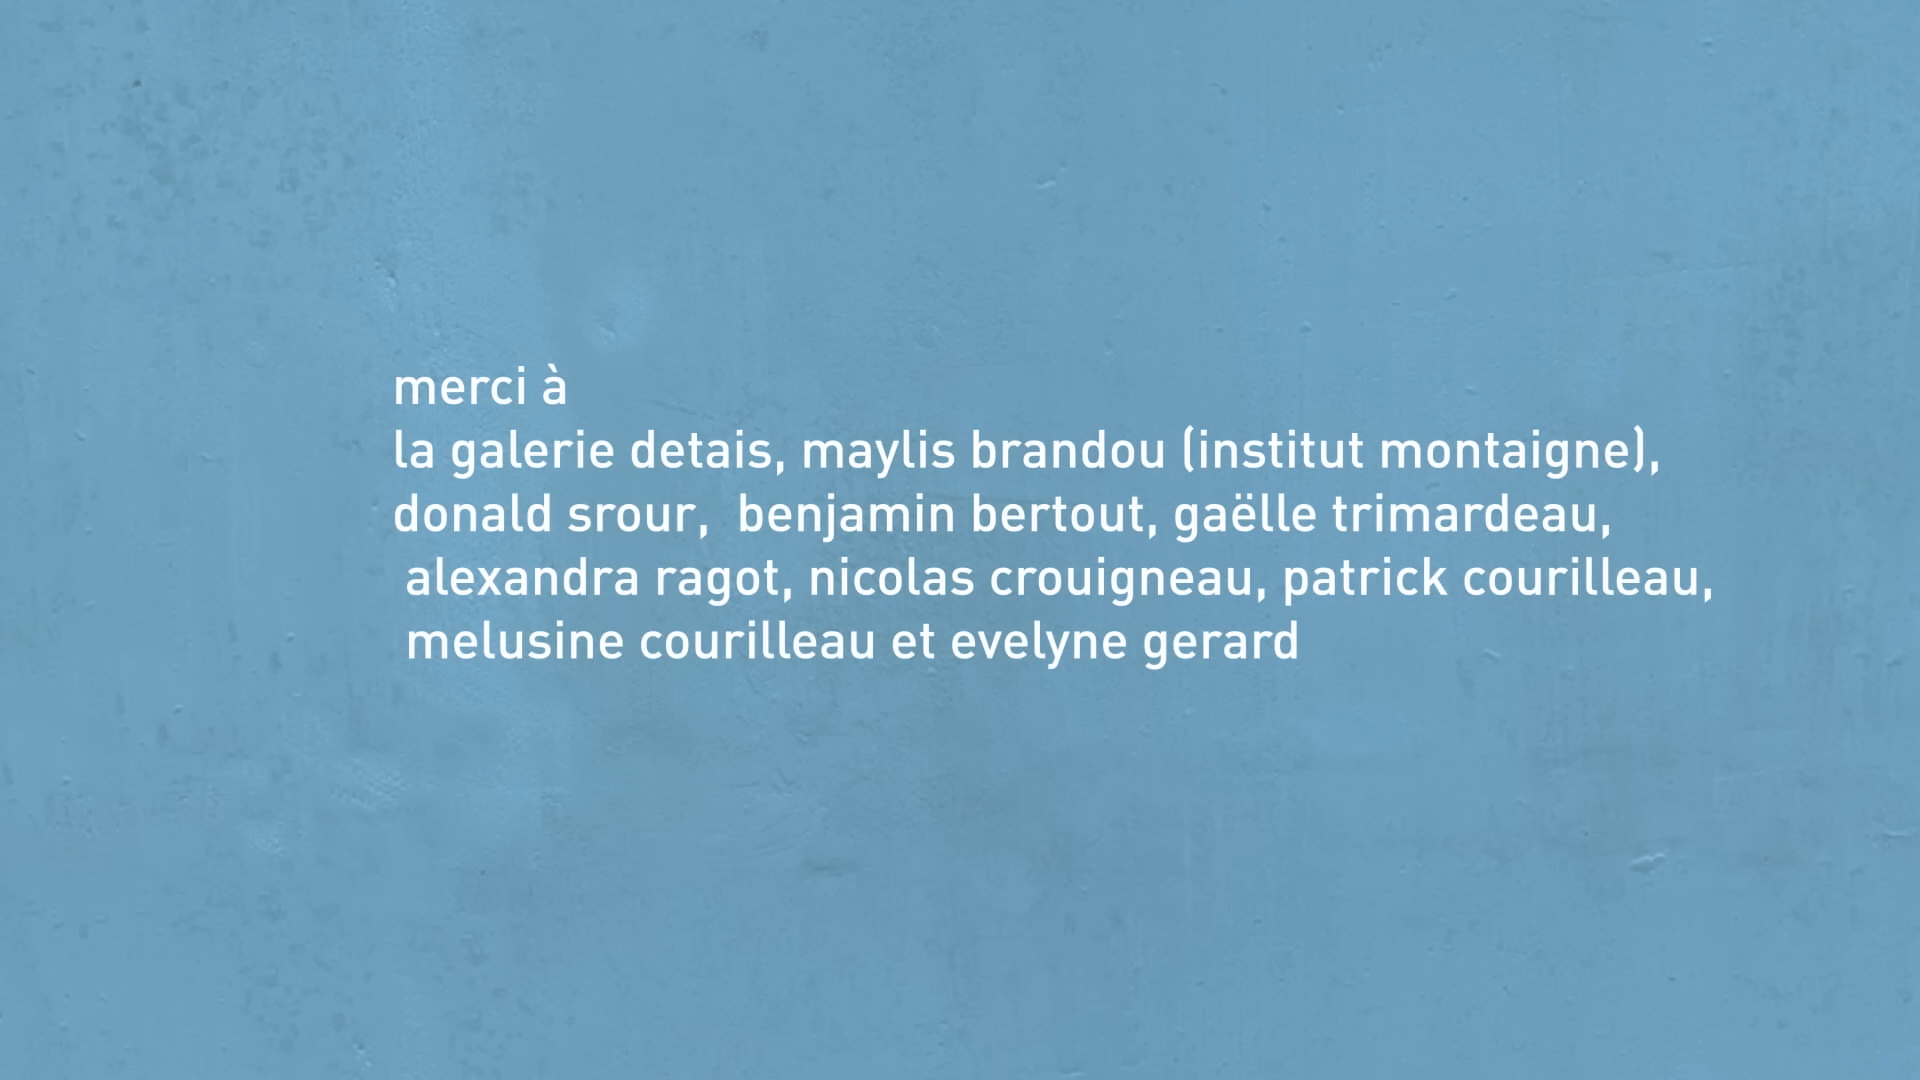 merci à
la galerie detais, maylis brandou (institut montaigne),
donald srour,  benjamin bertout, gaëlle trimardeau,
alexandra ragot, nicolas crouigneau, patrick courilleau,
melusine courilleau et evelyne gerard